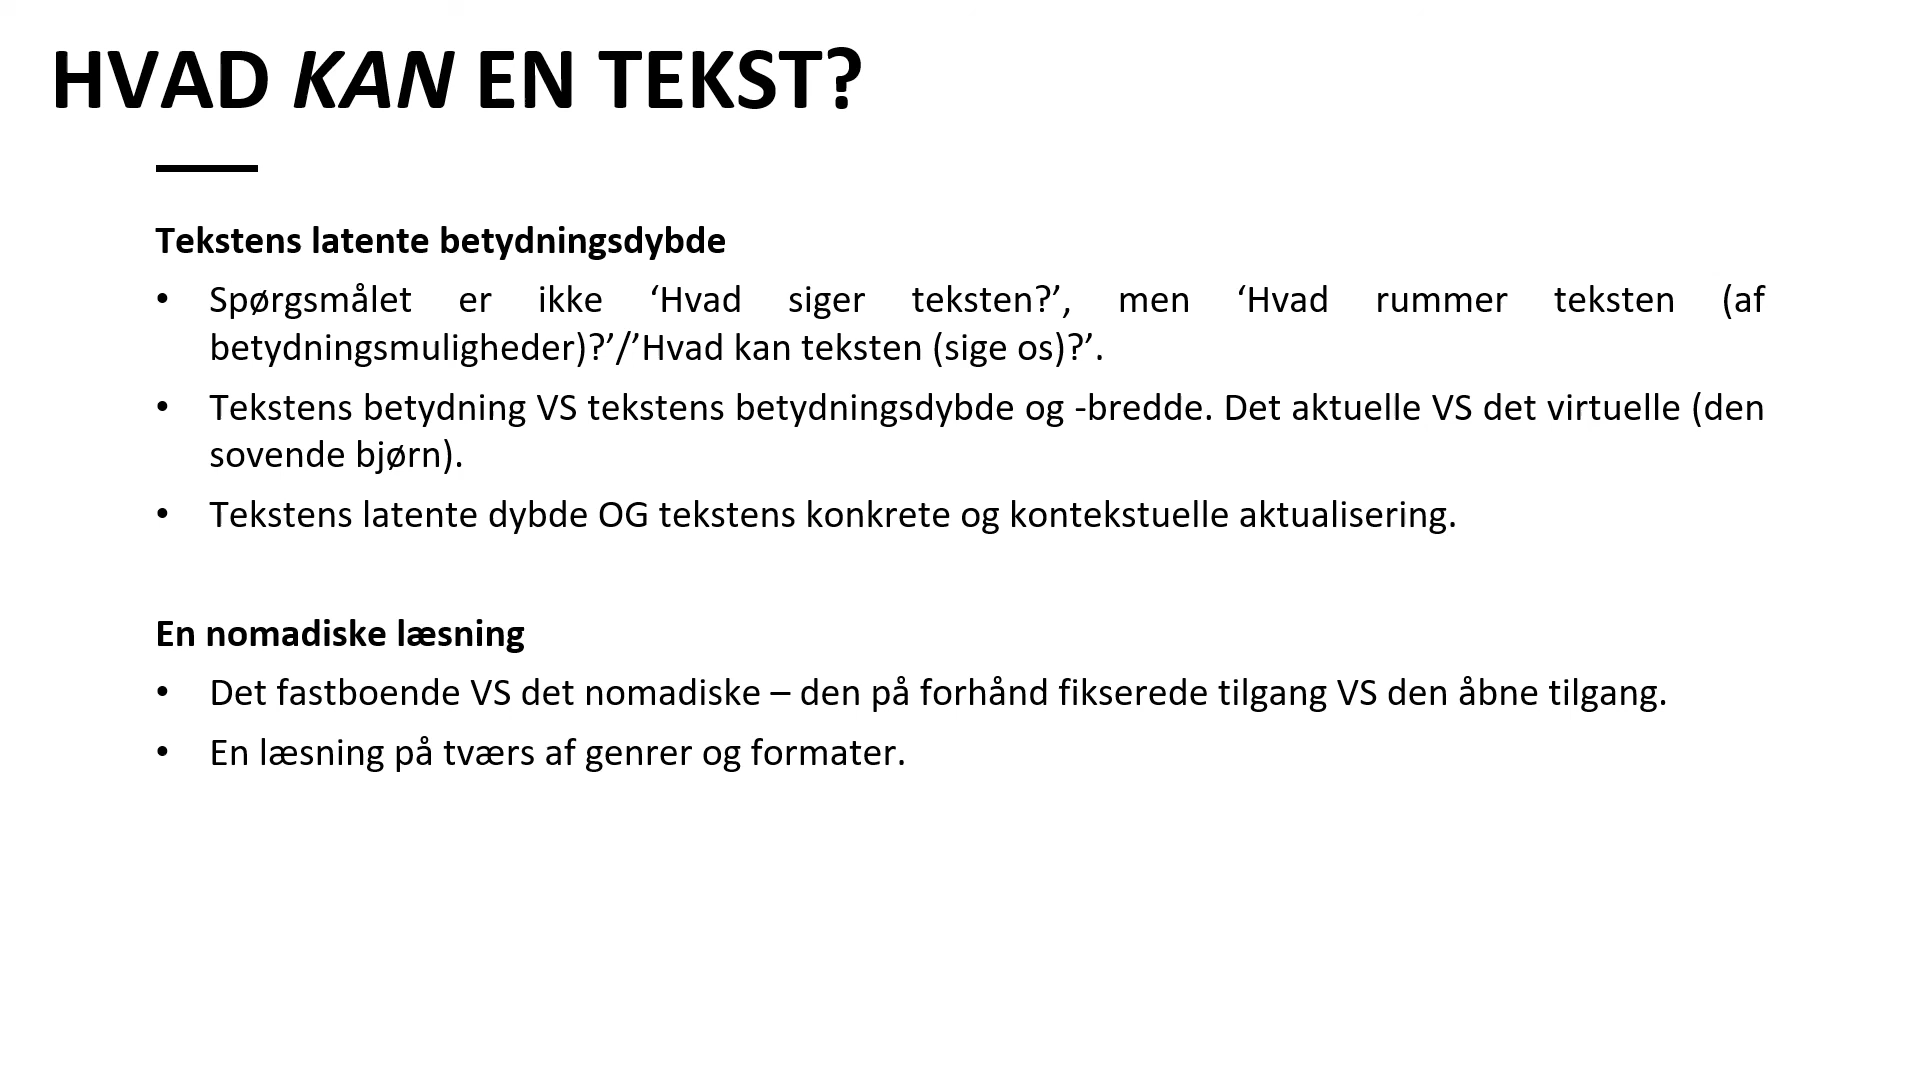 HVAD KAN EN TEKST?
Tekstens latente betydningsdybde
• Spørgsmålet er ikke ‘Hvad siger teksten?’, men ‘Hvad rummer teksten (af
betydningsmuligheder)?’/’Hvad kan teksten (sige os)?’.
• Tekstens betydning VS tekstens betydningsdybde og -bredde. Det aktuelle VS det virtuelle (den
sovende bjørn).
• Tekstens latente dybde OG tekstens konkrete og kontekstuelle aktualisering.
En nomadiske læsning
• Det fastboende VS det nomadiske – den på forhånd fikserede tilgang VS den åbne tilgang.
• En læsning på tværs af genrer og formater.